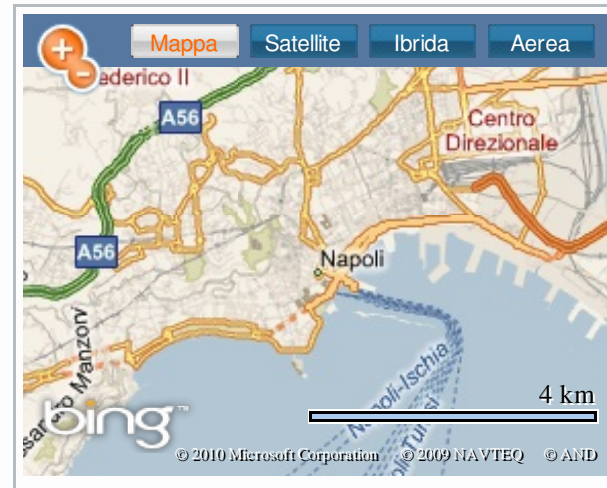 Mappa Satellite Ibrida Aerea
ederico II
A56
Centro
Direzionale
A56
Napoli
Manzoni
Napoli-Ischia
4 km
bing™
© 2010 Microsoft Corporation © 2009 NAVTEQ © AND